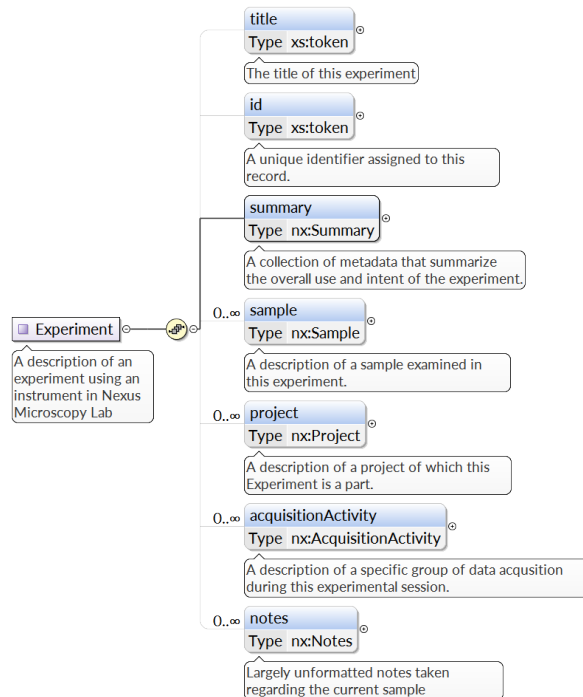 title
Type xs:token
The title of this experiment
id
Type xs:token
A unique identifier assigned to this
record.
summary
Type nx:Summary
A collection of metadata that summarize
the overall use and intent of the experiment.
0..∞
sample
Type nx:Sample
A description of a sample examined in
this experiment.
Experiment
A description of an
experiment using an
instrument in Nexus
Microscopy Lab
0..∞
project
Type nx:Project
A description of a project of which this
Experiment is a part.
0..∞
acquisitionActivity
Type nx:AcquisitionActivity
A description of a specific group of data acqusition
during this experimental session.
0..∞
notes
Type nx:Notes
Largely unformatted notes taken
regarding the current sample